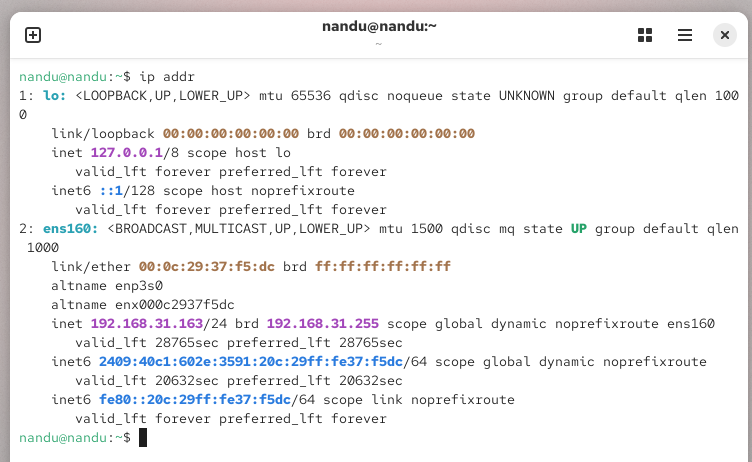 nandu@nandu:~
~
nandu@nandu:~$ ip addr
1: lo: <LOOPBACK,UP,LOWER_UP> mtu 65536 qdisc noqueue state UNKNOWN group default qlen 100
0
    link/loopback 00:00:00:00:00:00 brd 00:00:00:00:00:00
    inet 127.0.0.1/8 scope host lo
       valid_lft forever preferred_lft forever
    inet6 ::1/128 scope host noprefixroute
       valid_lft forever preferred_lft forever
2: ens160: <BROADCAST,MULTICAST,UP,LOWER_UP> mtu 1500 qdisc mq state UP group default qlen
 1000
    link/ether 00:0c:29:37:f5:dc brd ff:ff:ff:ff:ff:ff
    altname enp3s0
    altname enx000c2937f5dc
    inet 192.168.31.163/24 brd 192.168.31.255 scope global dynamic noprefixroute ens160
       valid_lft 28765sec preferred_lft 28765sec
    inet6 2409:40c1:602e:3591:20c:29ff:fe37:f5dc/64 scope global dynamic noprefixroute
       valid_lft 20632sec preferred_lft 20632sec
    inet6 fe80::20c:29ff:fe37:f5dc/64 scope link noprefixroute
       valid_lft forever preferred_lft forever
nandu@nandu:~$